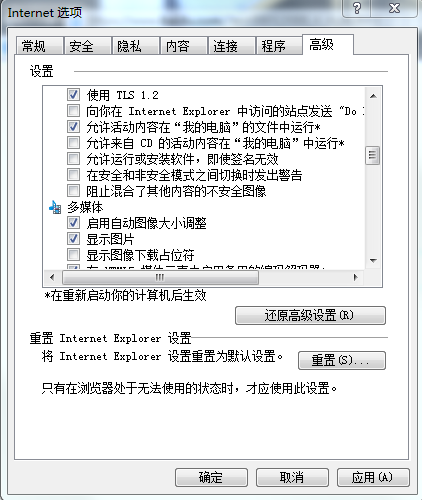 Internet 选项
常规 安全 隐私 内容 连接 程序 高级
设置
使用 TLS 1.2
向你在 Internet Explorer 中访问的站点发送 "Do
允许活动内容在“我的电脑”的文件中运行*
允许来自 CD 的活动内容在“我的电脑”中运行*
允许运行或安装软件，即使签名无效
在安全和非安全模式之间切换时发出警告
阻止混合了其他内容的不安全图像
多媒体
启用自动图像大小调整
显示图片
显示图像下载占位符
*在重新启动你的计算机后生效
还原高级设置(R)
重置 Internet Explorer 设置
将 Internet Explorer 设置重置为默认设置。
重置(S)...
只有在浏览器处于无法使用的状态时，才应使用此设置。
确定 取消 应用(A)